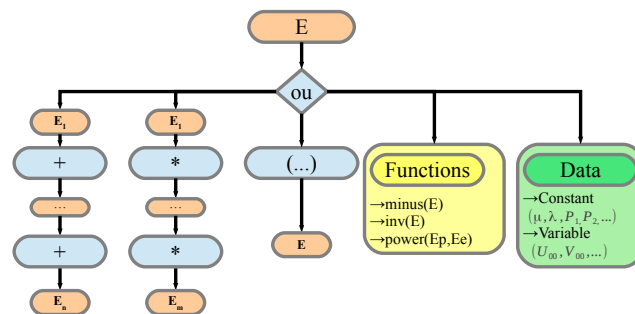 E
ou
E₁
E₁
+
*
(...)
Functions
Data
...
...
→minus(E)
→inv(E)
→power(Ep,Ee)
→Constant
(μ,λ,P₁,P₂,...)
→Variable
(U₀₀,V₀₀,...)
+
*
E
Eₙ
Eₘ